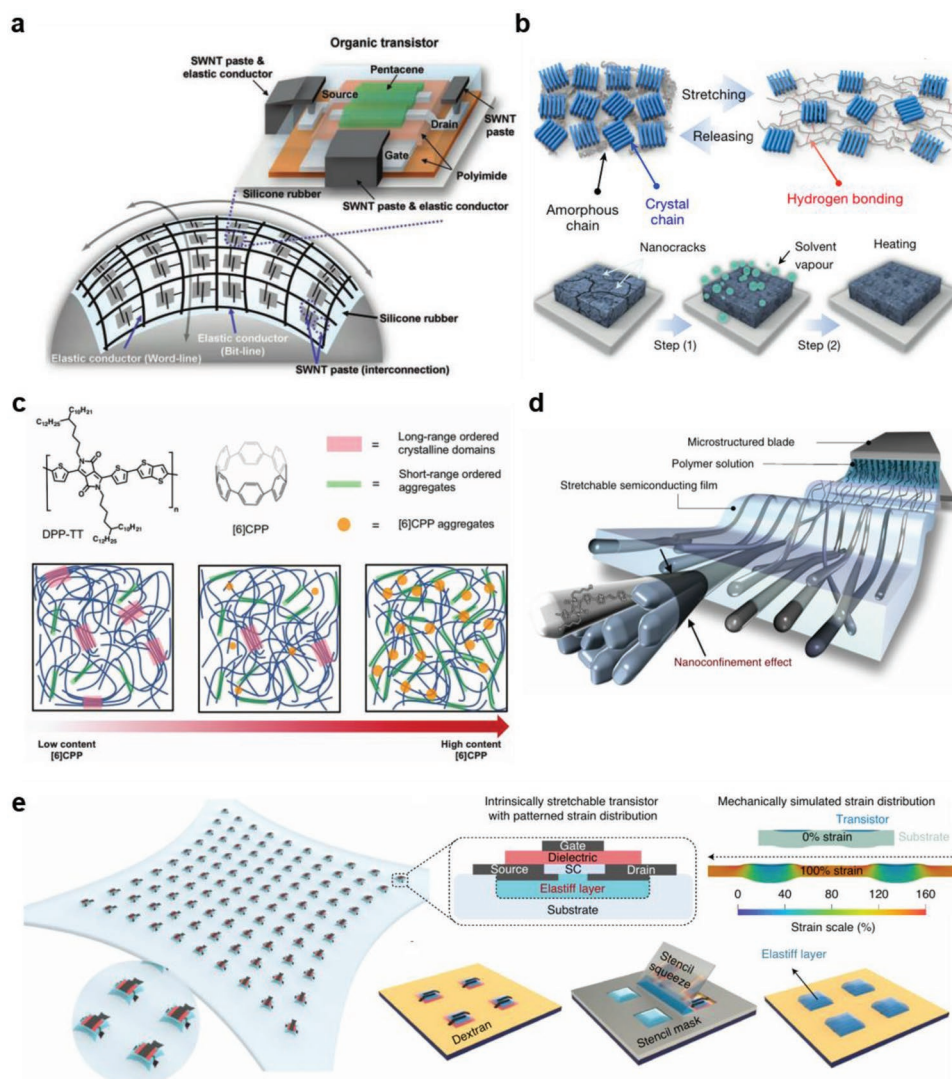 a
Organic transistor
SWNT paste &
elastic conductor
Pentacene
Source
Drain
SWNT
paste
Gate
Polyimide
Silicone rubber
SWNT paste & elastic conductor
Silicone rubber
Elastic conductor
(Bit-line)
Elastic conductor (Word-line)
SWNT paste (interconnection)
b
Stretching
Releasing
Amorphous
chain
Crystal
chain
Hydrogen bonding
Nanocracks
Solvent
vapour
Heating
Step (1)
Step (2)
c
C10H21
C12H25
O
N
S
S
S
S
N
O
n
C10H21
C12H25
DPP-TT
[6]CPP
= Long-range ordered
crystalline domains
= Short-range ordered
aggregates
= [6]CPP aggregates
Low content
[6]CPP
High content
[6]CPP
d
Microstructured blade
Polymer solution
Stretchable semiconducting film
Nanoconfinement effect
e
Intrinsically stretchable transistor
with patterned strain distribution
Gate
Dielectric
Source
SC
Drain
Elastiff layer
Substrate
Mechanically simulated strain distribution
Transistor
0% strain
Substrate
100% strain
0 40 80 120 160
Strain scale (%)
Dextran
Stencil
squeeze
Stencil mask
Elastiff layer